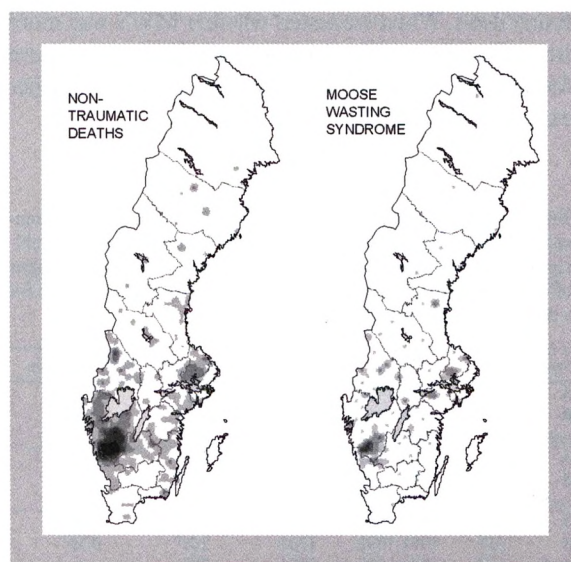 NON-
TRAUMATIC
DEATHS
MOOSE
WASTING
SYNDROME